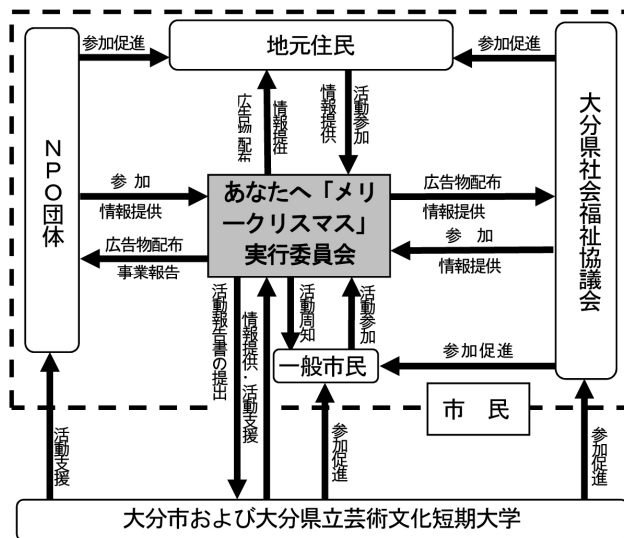 参加促進
地元住民
参加促進
広告物配布
情報提供
情報提供
活動参加
NPO団体
大分県社会福祉協議会
参 加
情報提供
あなたへ「メリ
ークリスマス」
実行委員会
広告物配布
情報提供
広告物配布
事業報告
参 加
情報提供
活動報告書の提出
情報提供・活動支援
活動周知
活動参加
一般市民
参加促進
市 民
活動支援
参加促進
参加促進
大分市および大分県立芸術文化短期大学